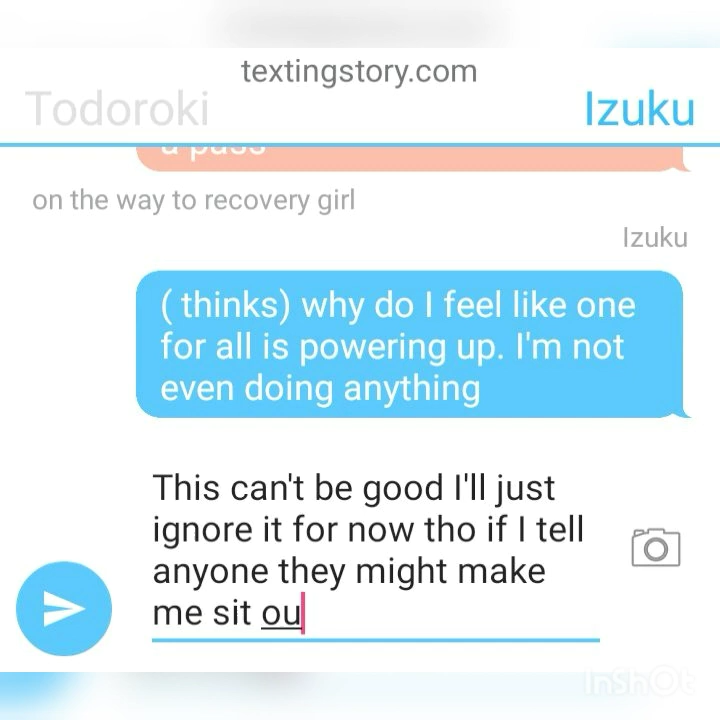 textingstory.com
Todoroki
Izuku
a pass
on the way to recovery girl
Izuku
( thinks) why do I feel like one
for all is powering up. I'm not
even doing anything
This can't be good I'll just
ignore it for now tho if I tell
anyone they might make
me sit ou
InShOt